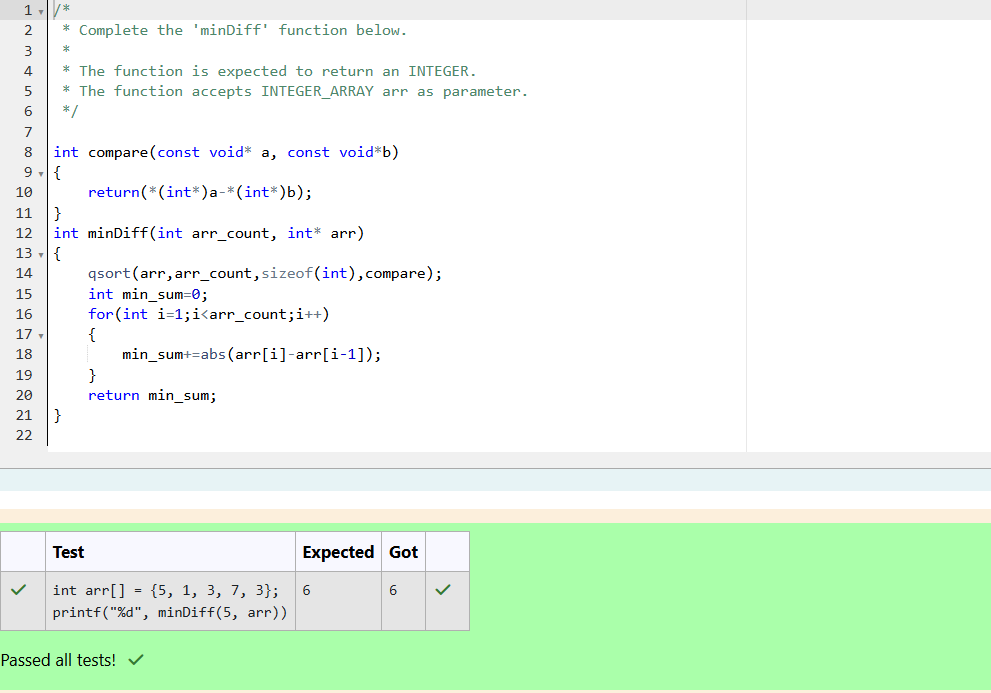 1 /*
2  * Complete the 'minDiff' function below.
3  *
4  * The function is expected to return an INTEGER.
5  * The function accepts INTEGER_ARRAY arr as parameter.
6  */
7
8 int compare(const void* a, const void*b)
9 {
10     return(*(int*)a-*(int*)b);
11 }
12 int minDiff(int arr_count, int* arr)
13 {
14     qsort(arr,arr_count,sizeof(int),compare);
15     int min_sum=0;
16     for(int i=1;i<arr_count;i++)
17     {
18         min_sum+=abs(arr[i]-arr[i-1]);
19     }
20     return min_sum;
21 }
22
Test Expected Got
int arr[] = {5, 1, 3, 7, 3}; 6 6
printf("%d", minDiff(5, arr))
Passed all tests!